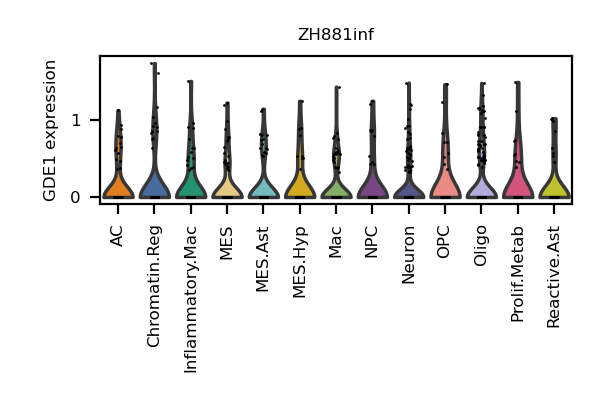 ZH881inf
GDE1 expression
1
0
AC
Chromatin.Reg
Inflammatory.Mac
MES
MES.Ast
MES.Hyp
Mac
NPC
Neuron
OPC
Oligo
Prolif.Metab
Reactive.Ast